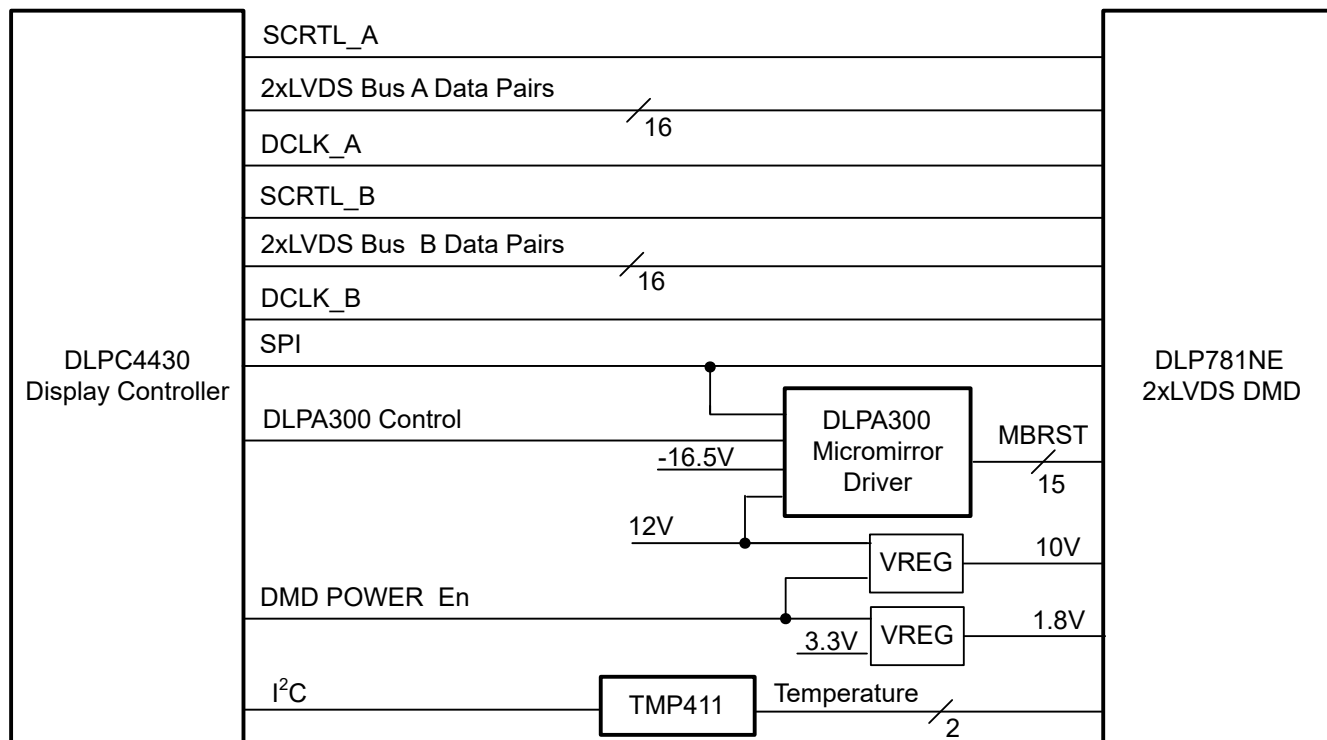 SCRTL_A
2xLVDS Bus A Data Pairs
16
DCLK_A
SCRTL_B
2xLVDS Bus  B Data Pairs
16
DCLK_B
SPI
DLPC4430
Display Controller
DLP781NE
2xLVDS DMD
DLPA300 Control
DLPA300
Micromirror
Driver
MBRST
15
-16.5V
12V
VREG
10V
DMD POWER  En
VREG
1.8V
3.3V
I²C
TMP411
Temperature
2